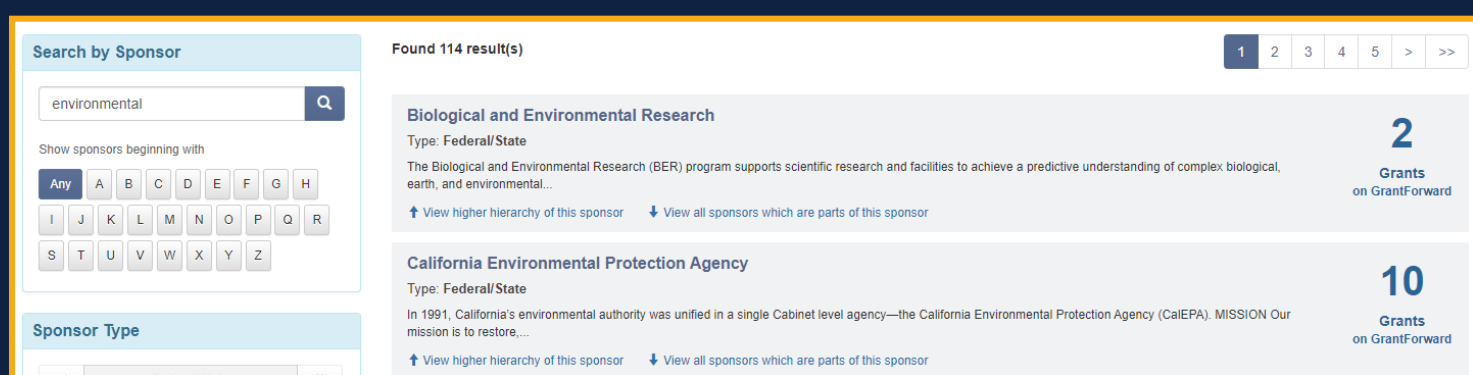 Search by Sponsor
environmental
Show sponsors beginning with
Any A B C D E F G H
I J K L M N O P Q R
S T U V W X Y Z
Sponsor Type
Found 114 result(s)
1 2 3 4 5 > >>
Biological and Environmental Research
Type: Federal/State
The Biological and Environmental Research (BER) program supports scientific research and facilities to achieve a predictive understanding of complex biological,
earth, and environmental...
View higher hierarchy of this sponsor View all sponsors which are parts of this sponsor
2
Grants
on GrantForward
California Environmental Protection Agency
Type: Federal/State
In 1991, California's environmental authority was unified in a single Cabinet level agency—the California Environmental Protection Agency (CalEPA). MISSION Our
mission is to restore,...
View higher hierarchy of this sponsor View all sponsors which are parts of this sponsor
10
Grants
on GrantForward